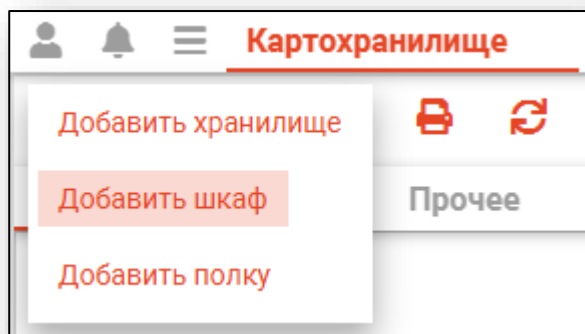 Картохранилище
Добавить хранилище
Добавить шкаф
Прочее
Добавить полку